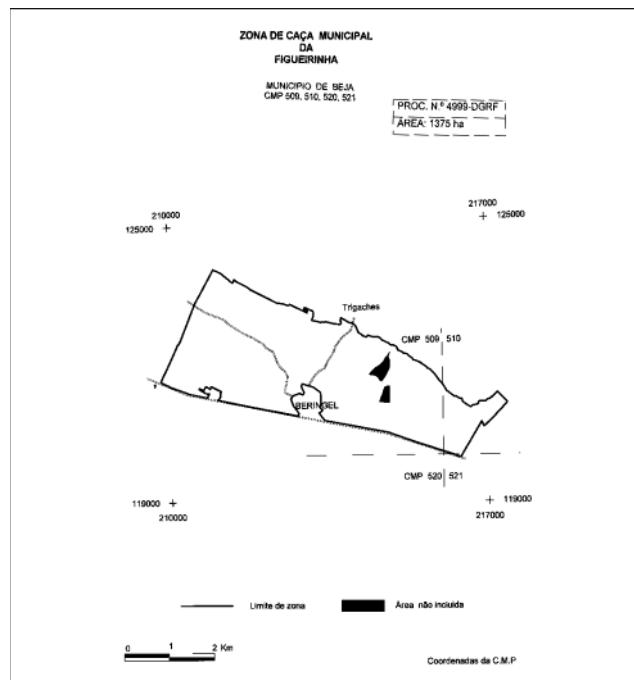 ZONA DE CAÇA MUNICIPAL
DA
FIGUEIRINHA
MUNICIPIO DE BEJA
CMP 509, 510, 520, 521
PROC. N.º 4999-DGRF
ÁREA: 1375 ha
210000
125000
217000
125000
Trigaches
CMP 509 510
BERINGEL
CMP 520 521
119000
210000
119000
217000
Limite de zona
Área não incluida
0 1 2 Km
Coordenadas da C.M.P